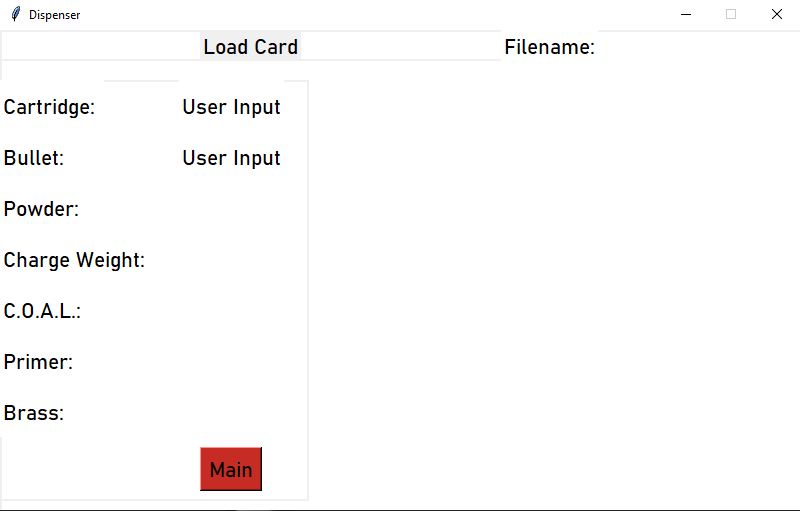 Dispenser
Load Card Filename:
Cartridge: User Input
Bullet: User Input
Powder:
Charge Weight:
C.O.A.L.:
Primer:
Brass:
Main